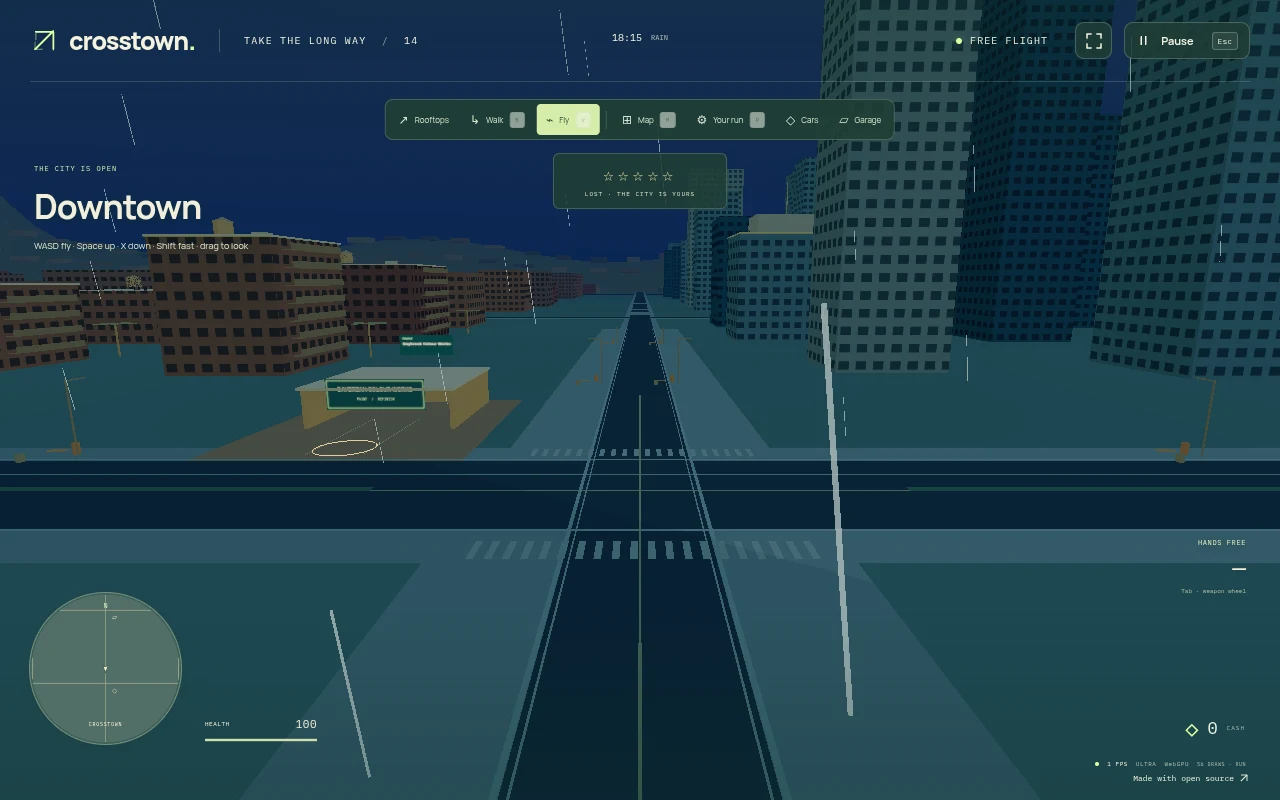 crosstown.
TAKE THE LONG WAY / 14
18:15 RAIN
FREE FLIGHT
Pause Esc
Rooftops
Walk
Fly
Map
Your run
Cars
Garage
☆☆☆☆☆
LOST · THE CITY IS YOURS
THE CITY IS OPEN
Downtown
WASD fly · Space up · X down · Shift fast · drag to look
PAINT / REFINISH
HANDS FREE
—
Tab · weapon wheel
N
CROSSTOWN
HEALTH 100
0 CASH
1 FPS ULTRA WebGPU 56 DRAWS · RUN
Made with open source